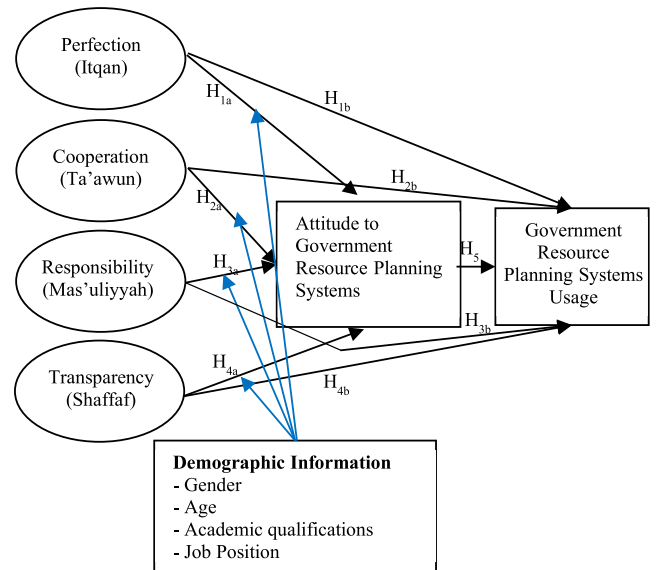 Perfection
(Itqan)
H1a
H1b
Cooperation
(Ta’awun)
H2a
H2b
Responsibility
(Mas’uliyyah)
H3a
H3b
Transparency
(Shaffaf)
H4a
H4b
Attitude to
Government
Resource Planning
Systems
H5
Government
Resource
Planning Systems
Usage
Demographic Information
- Gender
- Age
- Academic qualifications
- Job Position